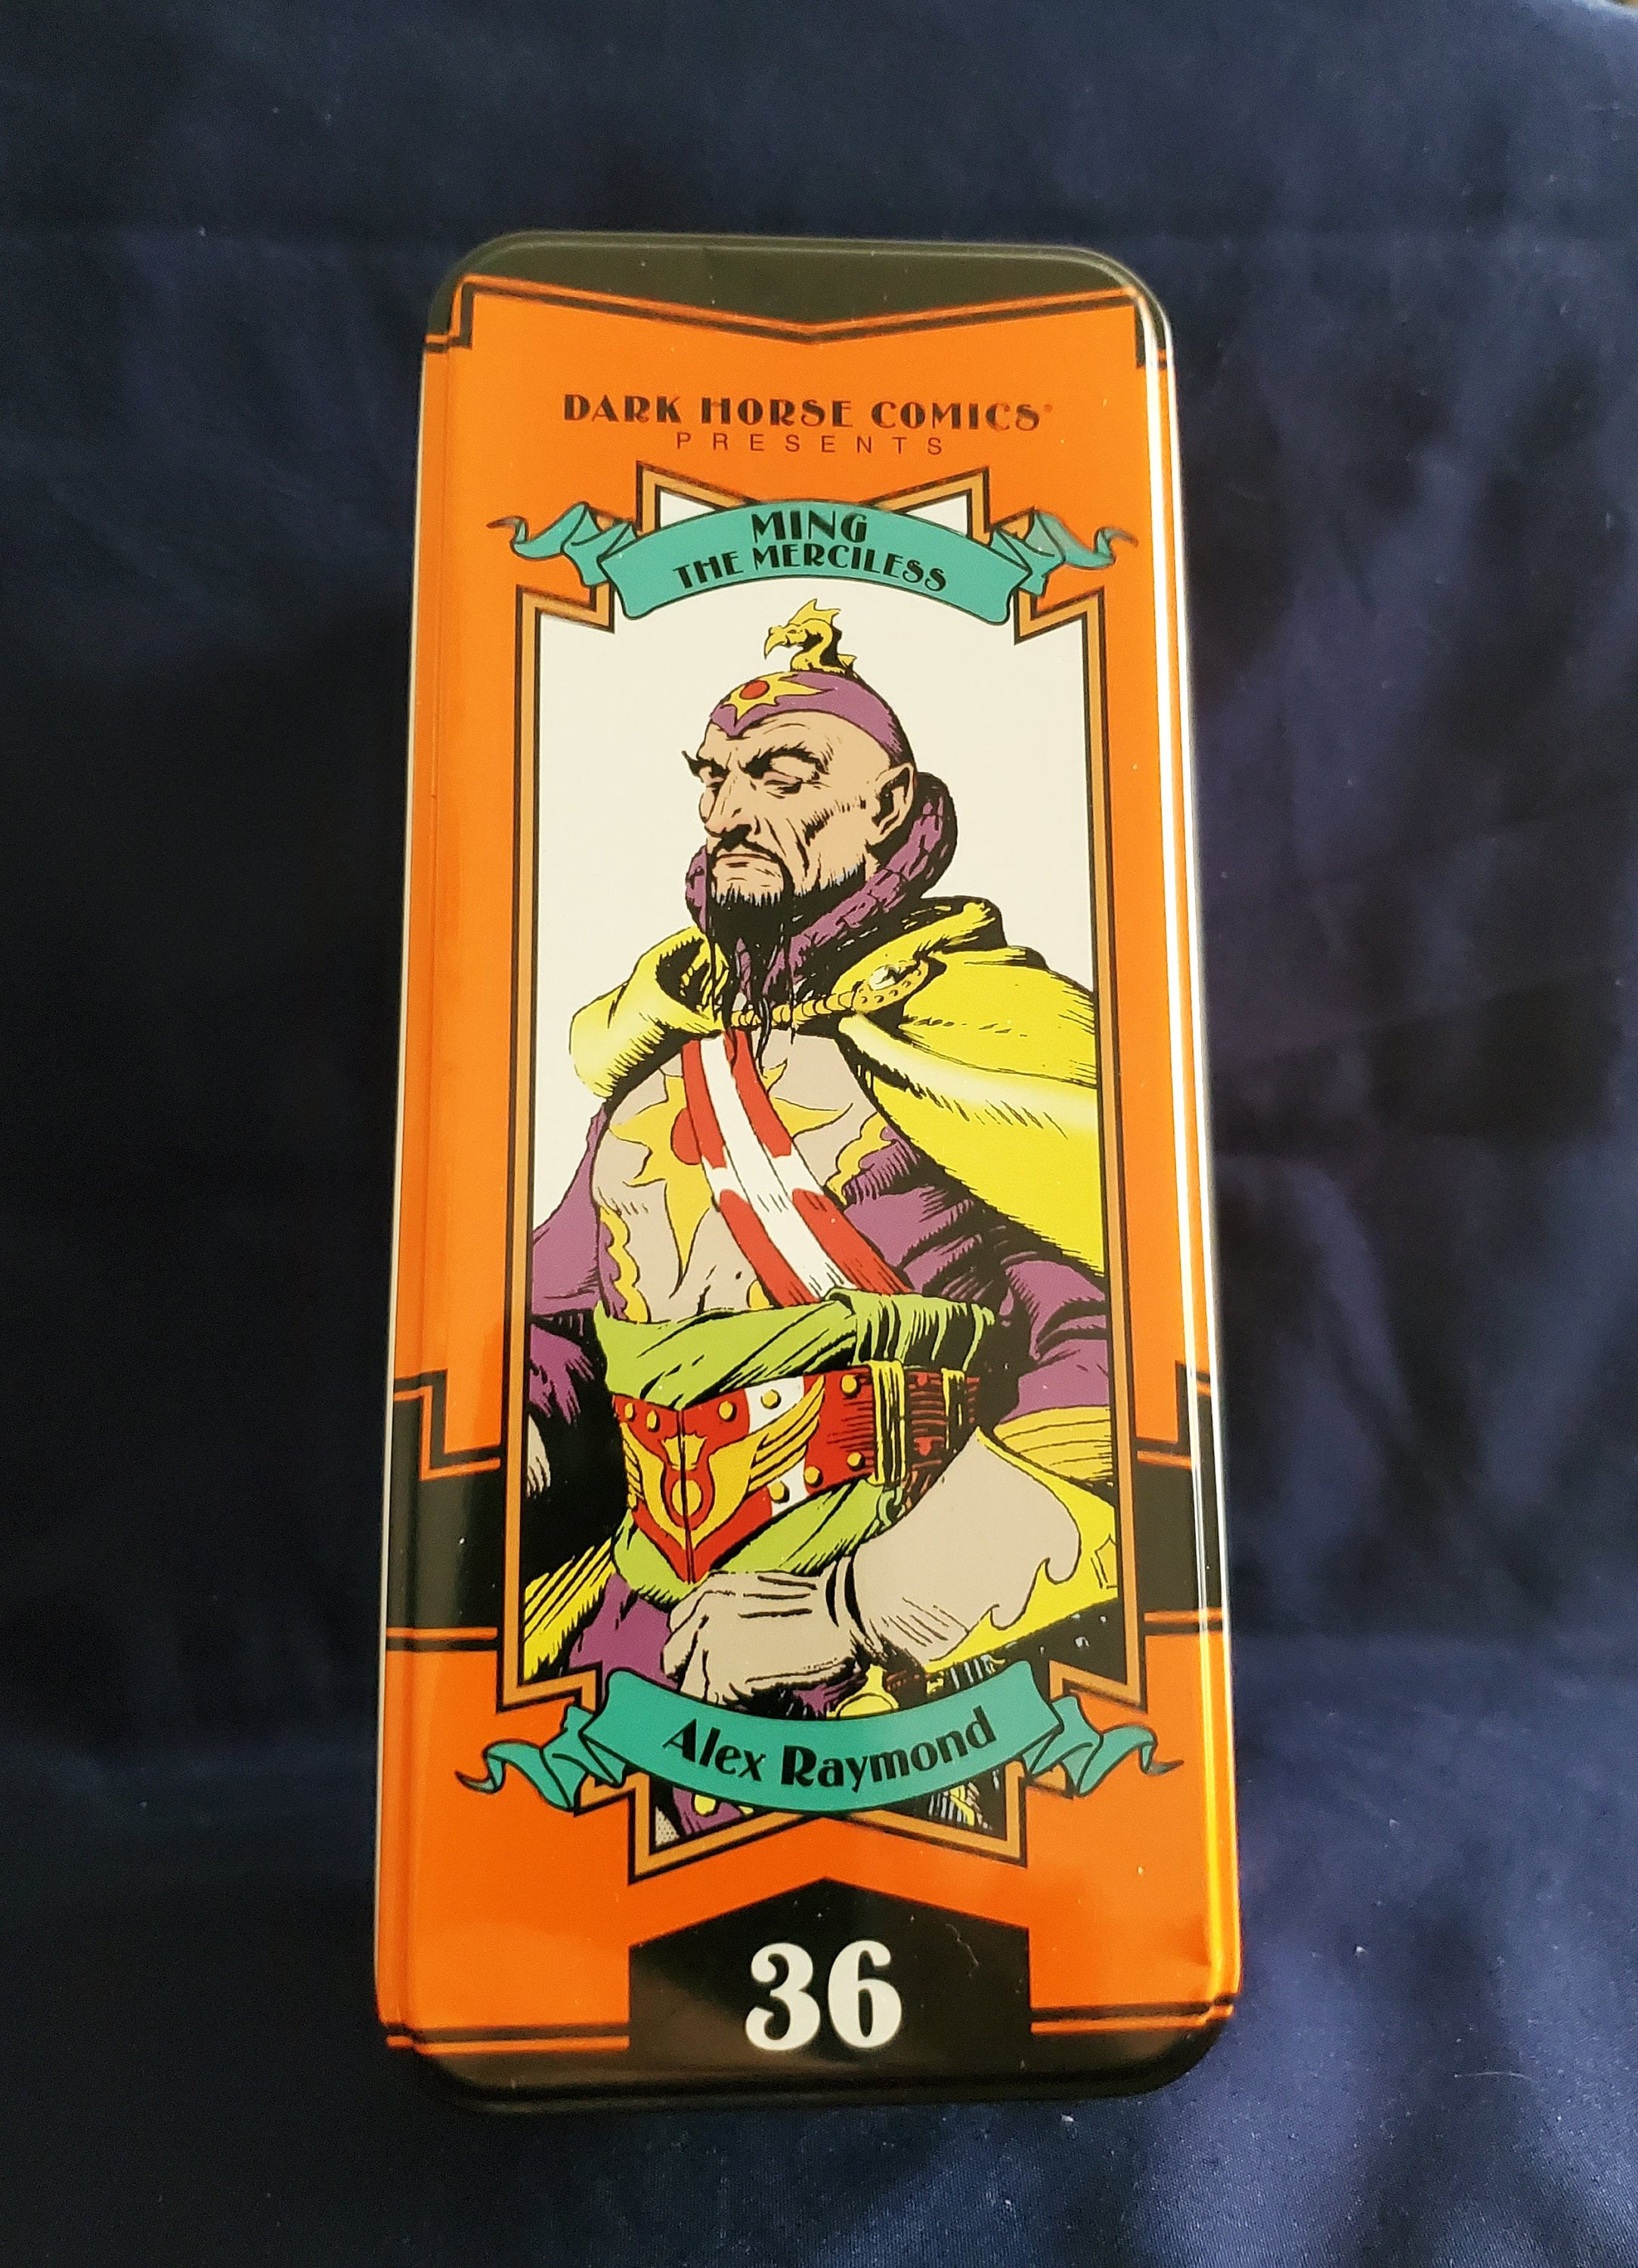 DARK HORSE COMICS®
PRESENTS
MING
THE MERCILESS
Alex Raymond
36